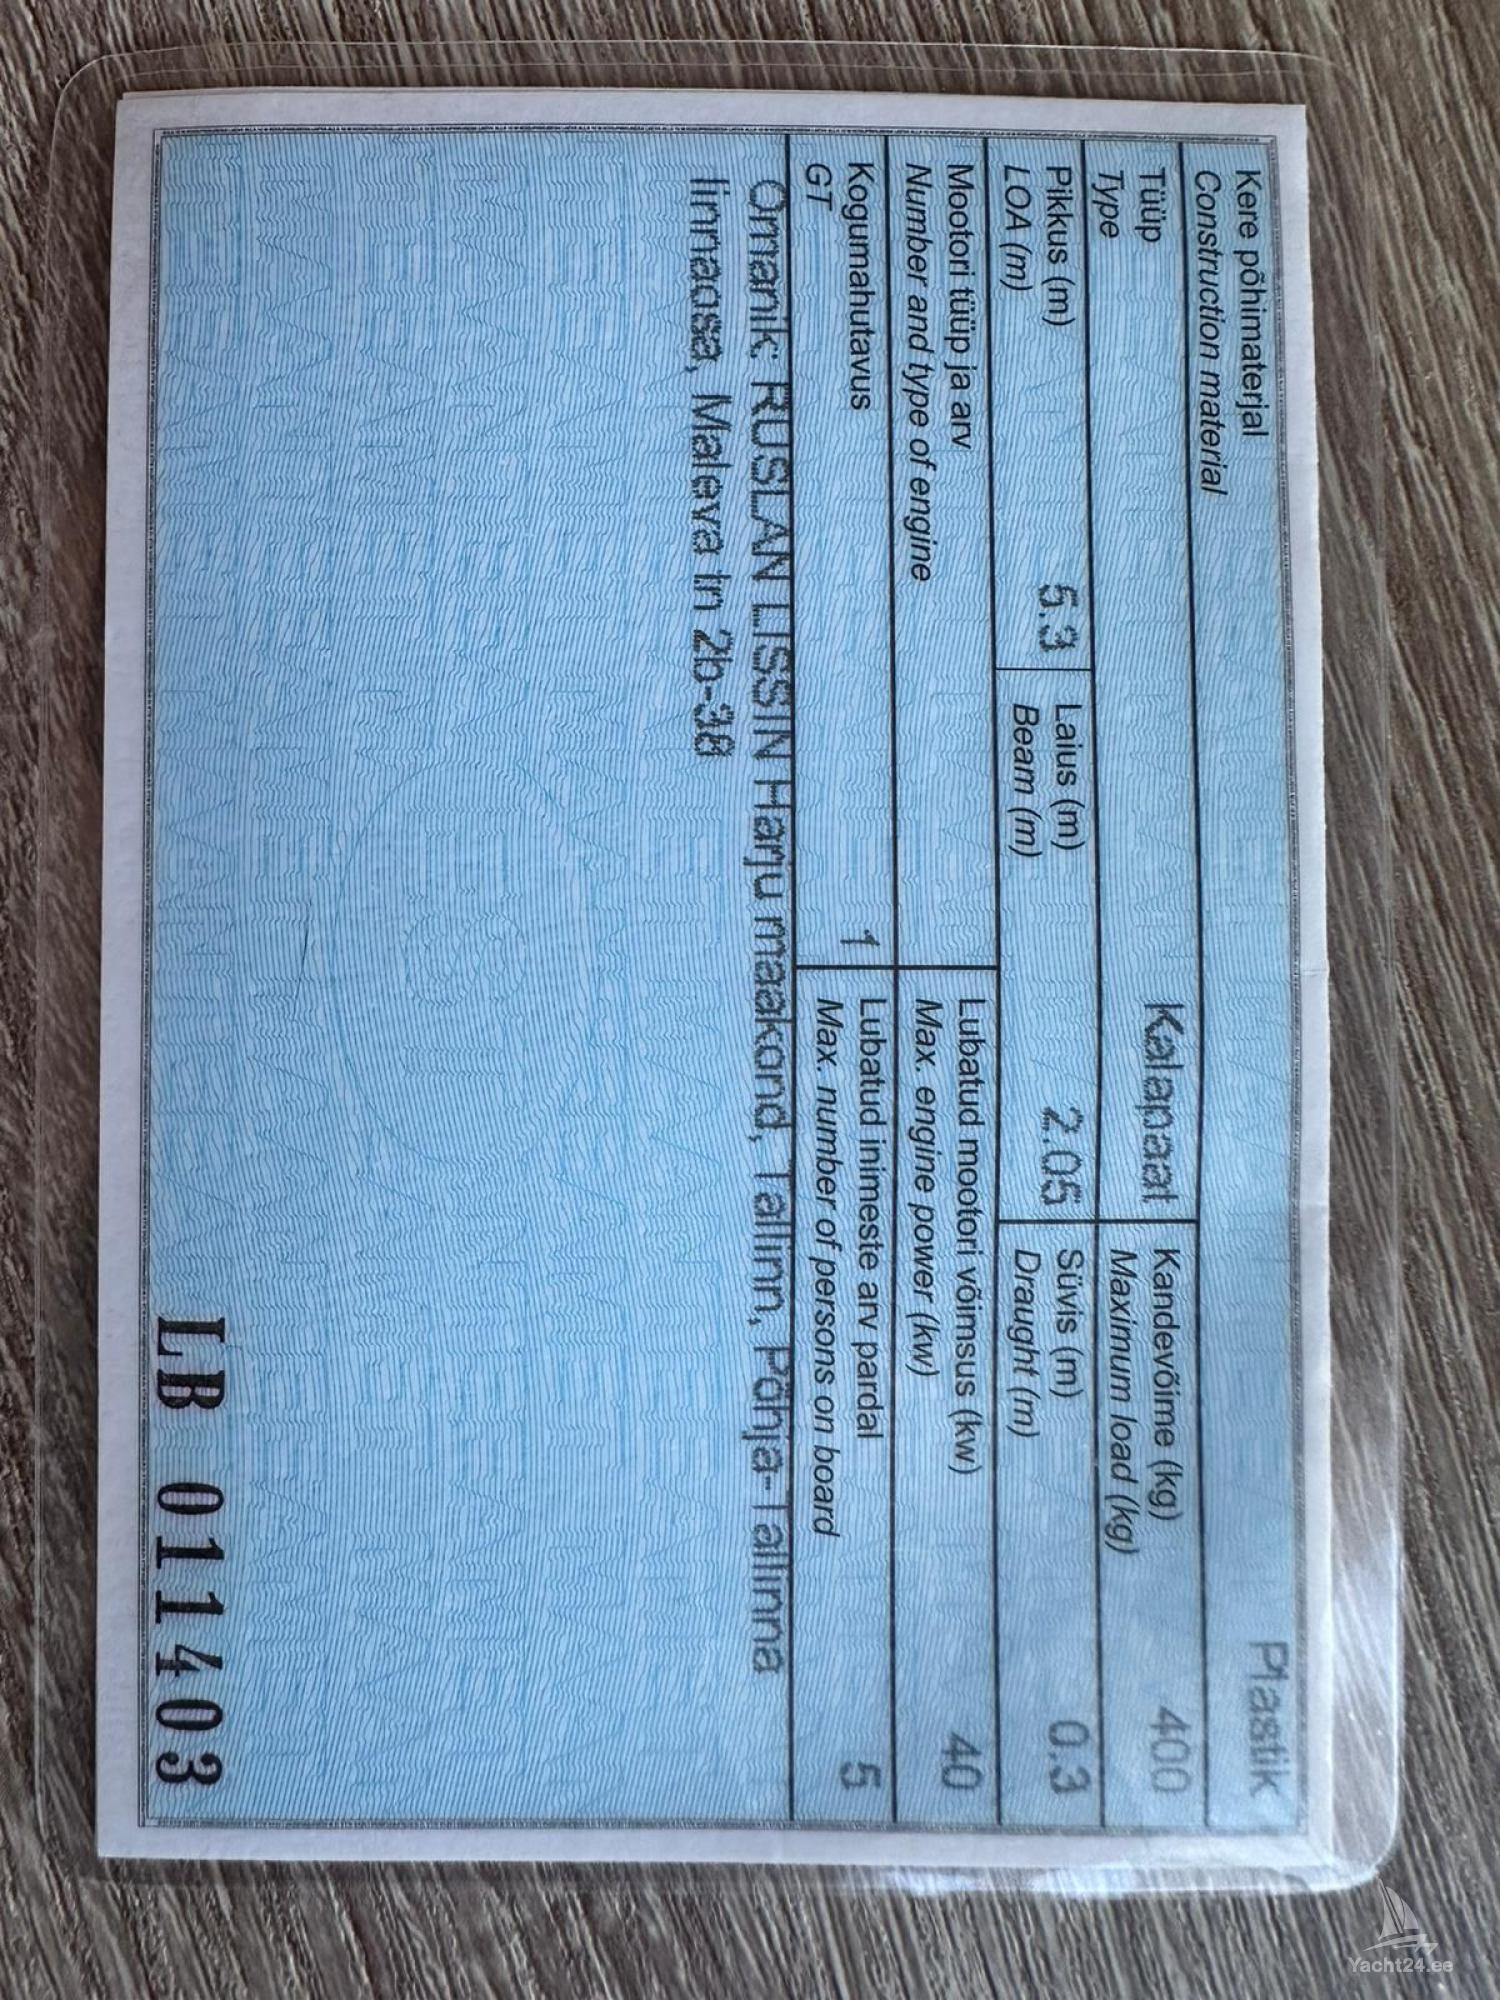 Kere põhimaterjal
Construction material
Plastik
Tüüp
Type
Kalapaat
Kandevõime (kg)
Maximum load (kg)
400
Pikkus (m)
LOA (m)
5.3
Laius (m)
Beam (m)
2.05
Süvis (m)
Draught (m)
0.3
Mootori tüüp ja arv
Number and type of engine
Lubatud mootori võimsus (kw)
Max. engine power (kw)
40
Kogumahutavus
GT
1
Lubatud inimeste arv pardal
Max. number of persons on board
5
Omanik: RUSLAN LISSIN Harju maakond, Tallinn, Põhja-Tallinna
linnaosa, Maleva tn 2b-38
LB 011403
Yacht24.ee